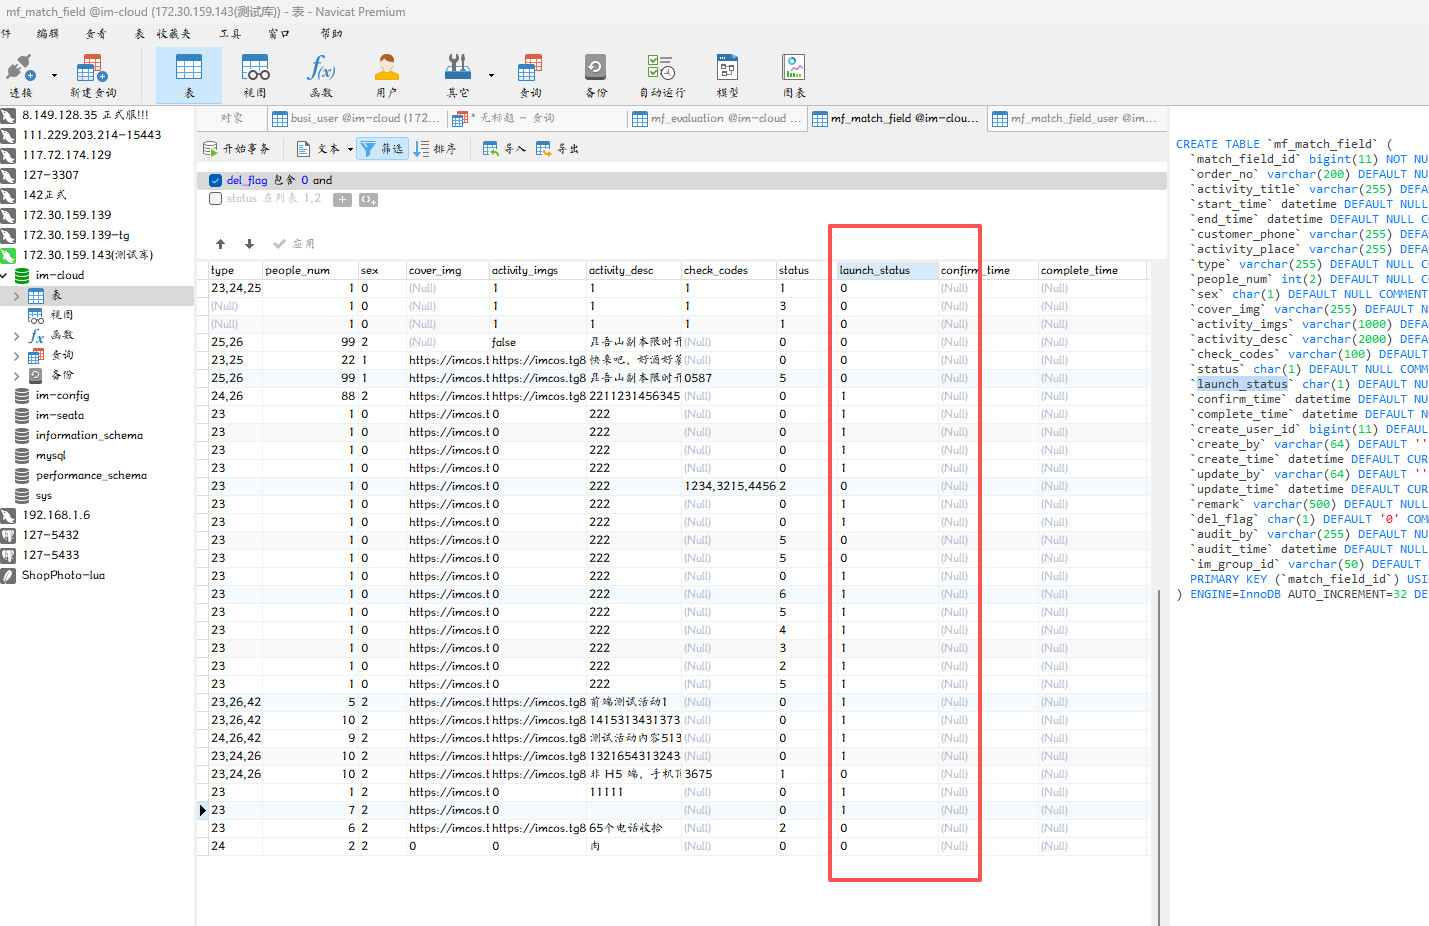 mf_match_field @im-cloud (172.30.159.143(测试库)) - 表 - Navicat Premium
件 编辑 查看 表 收藏夹 工具 窗口 帮助
连接 新建查询 表 视图 函数 用户 其它 查询 备份 自动运行 模型 图表
对象 busi_user @im-cloud (172... * 无标题 - 查询 mf_evaluation @im-cloud ... mf_match_field @im-clou... mf_match_field_user @im-...
开始事务 文本 筛选 排序 导入 导出
del_flag 包含 0 and
status 在列表 1,2
应用
8.149.128.35 正式服!!!
111.229.203.214-15443
117.72.174.129
127-3307
142正式
172.30.159.139
172.30.159.139-tg
172.30.159.143(测试库)
im-cloud
表
视图
函数
查询
备份
im-config
im-seata
information_schema
mysql
performance_schema
sys
192.168.1.6
127-5432
127-5433
ShopPhoto-lua
type people_num sex cover_img activity_imgs activity_desc check_codes status launch_status confirm_time complete_time
23,24,25 1 0 (Null) 1 1 1 1 0 (Null) (Null)
(Null) 1 0 (Null) 1 1 1 3 0 (Null) (Null)
(Null) 1 0 (Null) 1 1 1 1 0 (Null) (Null)
25,26 99 2 (Null) false 昆吾山副本限时开 (Null) 0 0 (Null) (Null)
23,25 22 1 https://imcos.t https://imcos.tg8 快来吧，好酒好菜 (Null) 0 0 (Null) (Null)
25,26 99 1 https://imcos.t https://imcos.tg8 昆吾山副本限时开 0587 5 0 (Null) (Null)
24,26 88 2 https://imcos.t https://imcos.tg8 2211231456345 (Null) 0 1 (Null) (Null)
23 1 0 https://imcos.t 0 222 (Null) 0 1 (Null) (Null)
23 1 0 https://imcos.t 0 222 (Null) 0 1 (Null) (Null)
23 1 0 https://imcos.t 0 222 (Null) 0 1 (Null) (Null)
23 1 0 https://imcos.t 0 222 (Null) 0 1 (Null) (Null)
23 1 0 https://imcos.t 0 222 1234,3215,4456 2 0 (Null) (Null)
23 1 0 https://imcos.t 0 222 (Null) 0 1 (Null) (Null)
23 1 0 https://imcos.t 0 222 (Null) 0 1 (Null) (Null)
23 1 0 https://imcos.t 0 222 (Null) 5 0 (Null) (Null)
23 1 0 https://imcos.t 0 222 (Null) 5 0 (Null) (Null)
23 1 0 https://imcos.t 0 222 (Null) 0 1 (Null) (Null)
23 1 0 https://imcos.t 0 222 (Null) 6 1 (Null) (Null)
23 1 0 https://imcos.t 0 222 (Null) 5 1 (Null) (Null)
23 1 0 https://imcos.t 0 222 (Null) 4 1 (Null) (Null)
23 1 0 https://imcos.t 0 222 (Null) 3 1 (Null) (Null)
23 1 0 https://imcos.t 0 222 (Null) 2 1 (Null) (Null)
23 1 0 https://imcos.t 0 222 (Null) 5 1 (Null) (Null)
23,26,42 5 2 https://imcos.t https://imcos.tg8 前端测试活动1 (Null) 0 1 (Null) (Null)
23,26,42 10 2 https://imcos.t https://imcos.tg8 1415313431373 (Null) 0 1 (Null) (Null)
24,26,42 9 2 https://imcos.t https://imcos.tg8 测试活动内容513 (Null) 0 1 (Null) (Null)
23,24,26 10 2 https://imcos.t https://imcos.tg8 1321654313243 (Null) 0 1 (Null) (Null)
23,24,26 10 2 https://imcos.t https://imcos.tg8 非 H5 端，手机顶 3675 1 0 (Null) (Null)
23 1 2 https://imcos.t 0 11111 (Null) 0 1 (Null) (Null)
23 7 2 https://imcos.t 0 (Null) 0 1 (Null) (Null)
23 6 2 https://imcos.t https://imcos.tg8 65个电话收拾 (Null) 2 0 (Null) (Null)
24 2 2 0 0 肉 (Null) 0 0 (Null) (Null)
CREATE TABLE `mf_match_field` (
`match_field_id` bigint(11) NOT NU
`order_no` varchar(200) DEFAULT NU
`activity_title` varchar(255) DEFA
`start_time` datetime DEFAULT NULL
`end_time` datetime DEFAULT NULL C
`customer_phone` varchar(255) DEFA
`activity_place` varchar(255) DEFA
`type` varchar(255) DEFAULT NULL C
`people_num` int(2) DEFAULT NULL C
`sex` char(1) DEFAULT NULL COMMENT
`cover_img` varchar(255) DEFAULT N
`activity_imgs` varchar(1000) DEFA
`activity_desc` varchar(2000) DEFA
`check_codes` varchar(100) DEFAULT
`status` char(1) DEFAULT NULL COMM
`launch_status` char(1) DEFAULT NU
`confirm_time` datetime DEFAULT NU
`complete_time` datetime DEFAULT N
`create_user_id` bigint(11) DEFAUL
`create_by` varchar(64) DEFAULT ''
`create_time` datetime DEFAULT CUR
`update_by` varchar(64) DEFAULT ''
`update_time` datetime DEFAULT CUR
`remark` varchar(500) DEFAULT NULL
`del_flag` char(1) DEFAULT '0' COM
`audit_by` varchar(255) DEFAULT NU
`audit_time` datetime DEFAULT NULL
`im_group_id` varchar(50) DEFAULT
PRIMARY KEY (`match_field_id`) USI
) ENGINE=InnoDB AUTO_INCREMENT=32 DE